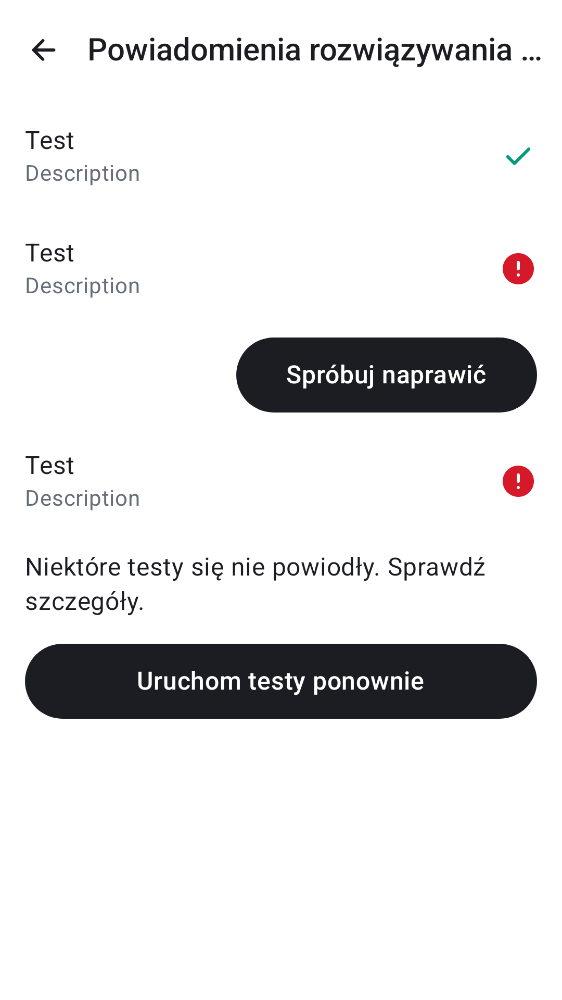 Powiadomienia rozwiązywania ...
Test
Description
Test
Description
Spróbuj naprawić
Test
Description
Niektóre testy się nie powiodły. Sprawdź
szczegóły.
Uruchom testy ponownie